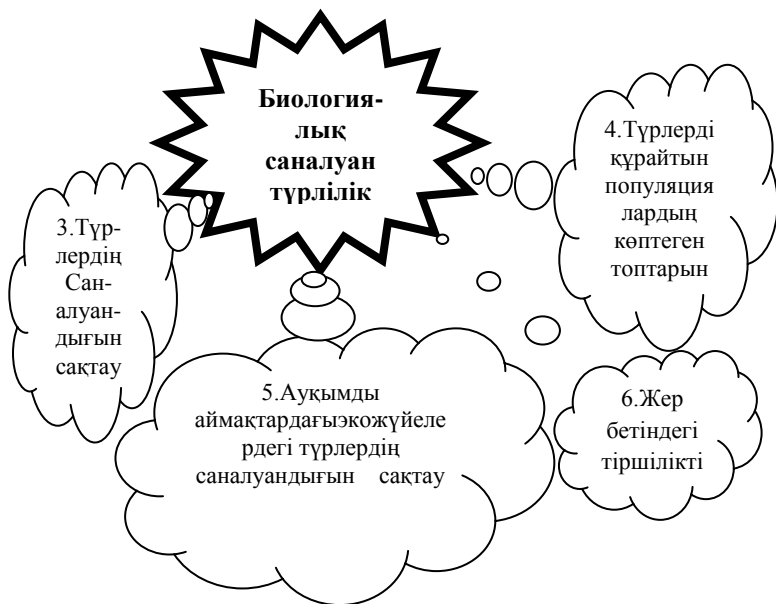 Биология-
лық
саналуан
түрлілік
3.Түр-
лердің
Сан-
алуан-
дығын
сақтау
4.Түрлерді
құрайтын
популяция
лардың
көптеген
топтарын
5.Ауқымды
аймақтардағыэкожүйеле
рдегі түрлердің
саналуандығын сақтау
6.Жер
бетіндегі
тіршілікті